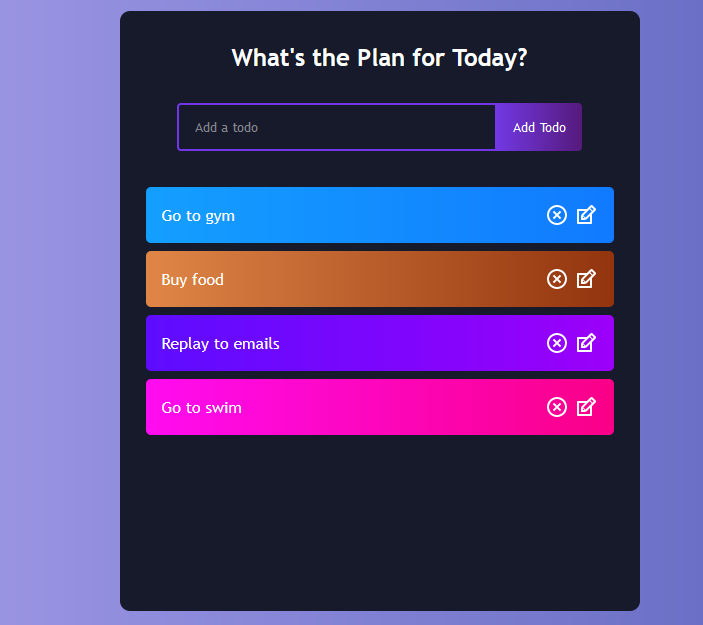 What's the Plan for Today?
Add a todo
Add Todo
Go to gym
Buy food
Replay to emails
Go to swim